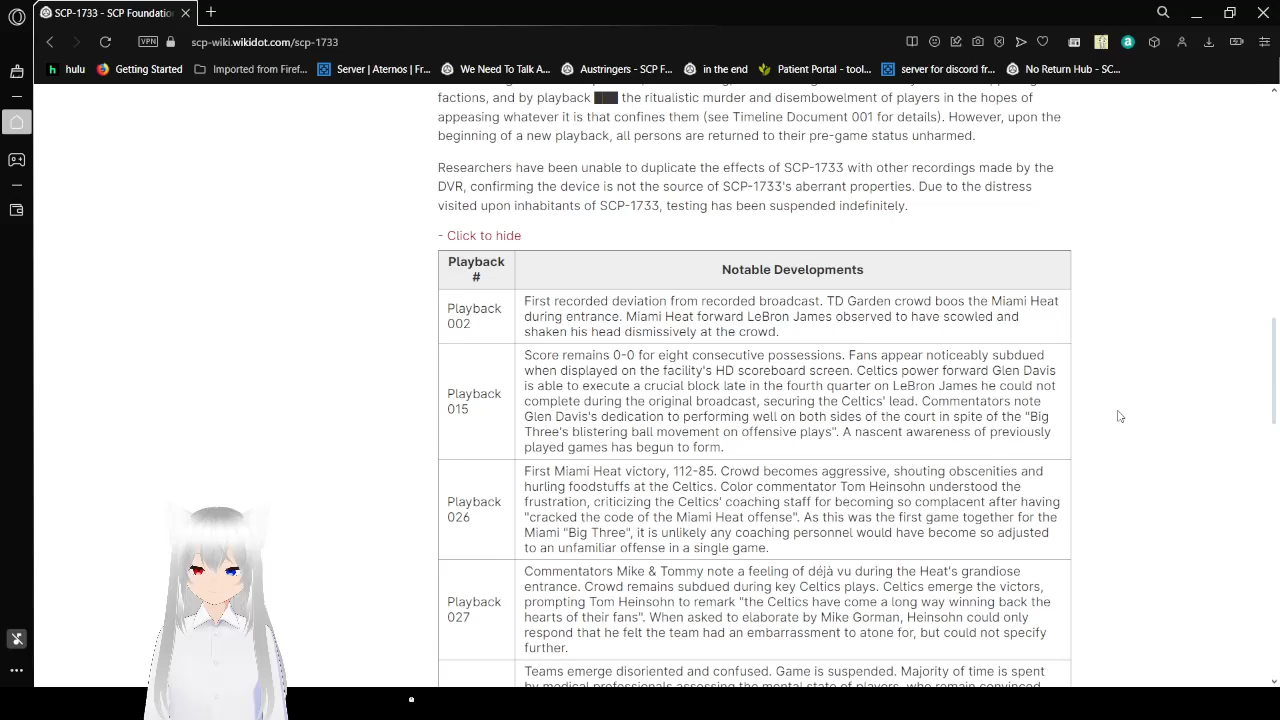 SCP-1733 - SCP Foundatio
VPN
scp-wiki.wikidot.com/scp-1733
hulu
Getting Started
Imported from Firef...
Server | Aternos | Fr...
We Need To Talk A...
Austringers - SCP F...
in the end
Patient Portal - tool...
server for discord fr...
No Return Hub - SC...
factions, and by playback ███ the ritualistic murder and disembowelment of players in the hopes of
appeasing whatever it is that confines them (see Timeline Document 001 for details). However, upon the
beginning of a new playback, all persons are returned to their pre-game status unharmed.
Researchers have been unable to duplicate the effects of SCP-1733 with other recordings made by the
DVR, confirming the device is not the source of SCP-1733's aberrant properties. Due to the distress
visited upon inhabitants of SCP-1733, testing has been suspended indefinitely.
- Click to hide
Playback
#
Notable Developments
Playback
002
First recorded deviation from recorded broadcast. TD Garden crowd boos the Miami Heat
during entrance. Miami Heat forward LeBron James observed to have scowled and
shaken his head dismissively at the crowd.
Playback
015
Score remains 0-0 for eight consecutive possessions. Fans appear noticeably subdued
when displayed on the facility's HD scoreboard screen. Celtics power forward Glen Davis
is able to execute a crucial block late in the fourth quarter on LeBron James he could not
complete during the original broadcast, securing the Celtics' lead. Commentators note
Glen Davis's dedication to performing well on both sides of the court in spite of the "Big
Three's blistering ball movement on offensive plays". A nascent awareness of previously
played games has begun to form.
Playback
026
First Miami Heat victory, 112-85. Crowd becomes aggressive, shouting obscenities and
hurling foodstuffs at the Celtics. Color commentator Tom Heinsohn understood the
frustration, criticizing the Celtics' coaching staff for becoming so complacent after having
"cracked the code of the Miami Heat offense". As this was the first game together for the
Miami "Big Three", it is unlikely any coaching personnel would have become so adjusted
to an unfamiliar offense in a single game.
Playback
027
Commentators Mike & Tommy note a feeling of déjà vu during the Heat's grandiose
entrance. Crowd remains subdued during key Celtics plays. Celtics emerge the victors,
prompting Tom Heinsohn to remark "the Celtics have come a long way winning back the
hearts of their fans". When asked to elaborate by Mike Gorman, Heinsohn could only
respond that he felt the team had an embarrassment to atone for, but could not specify
further.
Teams emerge disoriented and confused. Game is suspended. Majority of time is spent
by medical professionals assessing the mental state of players, who remain convinced